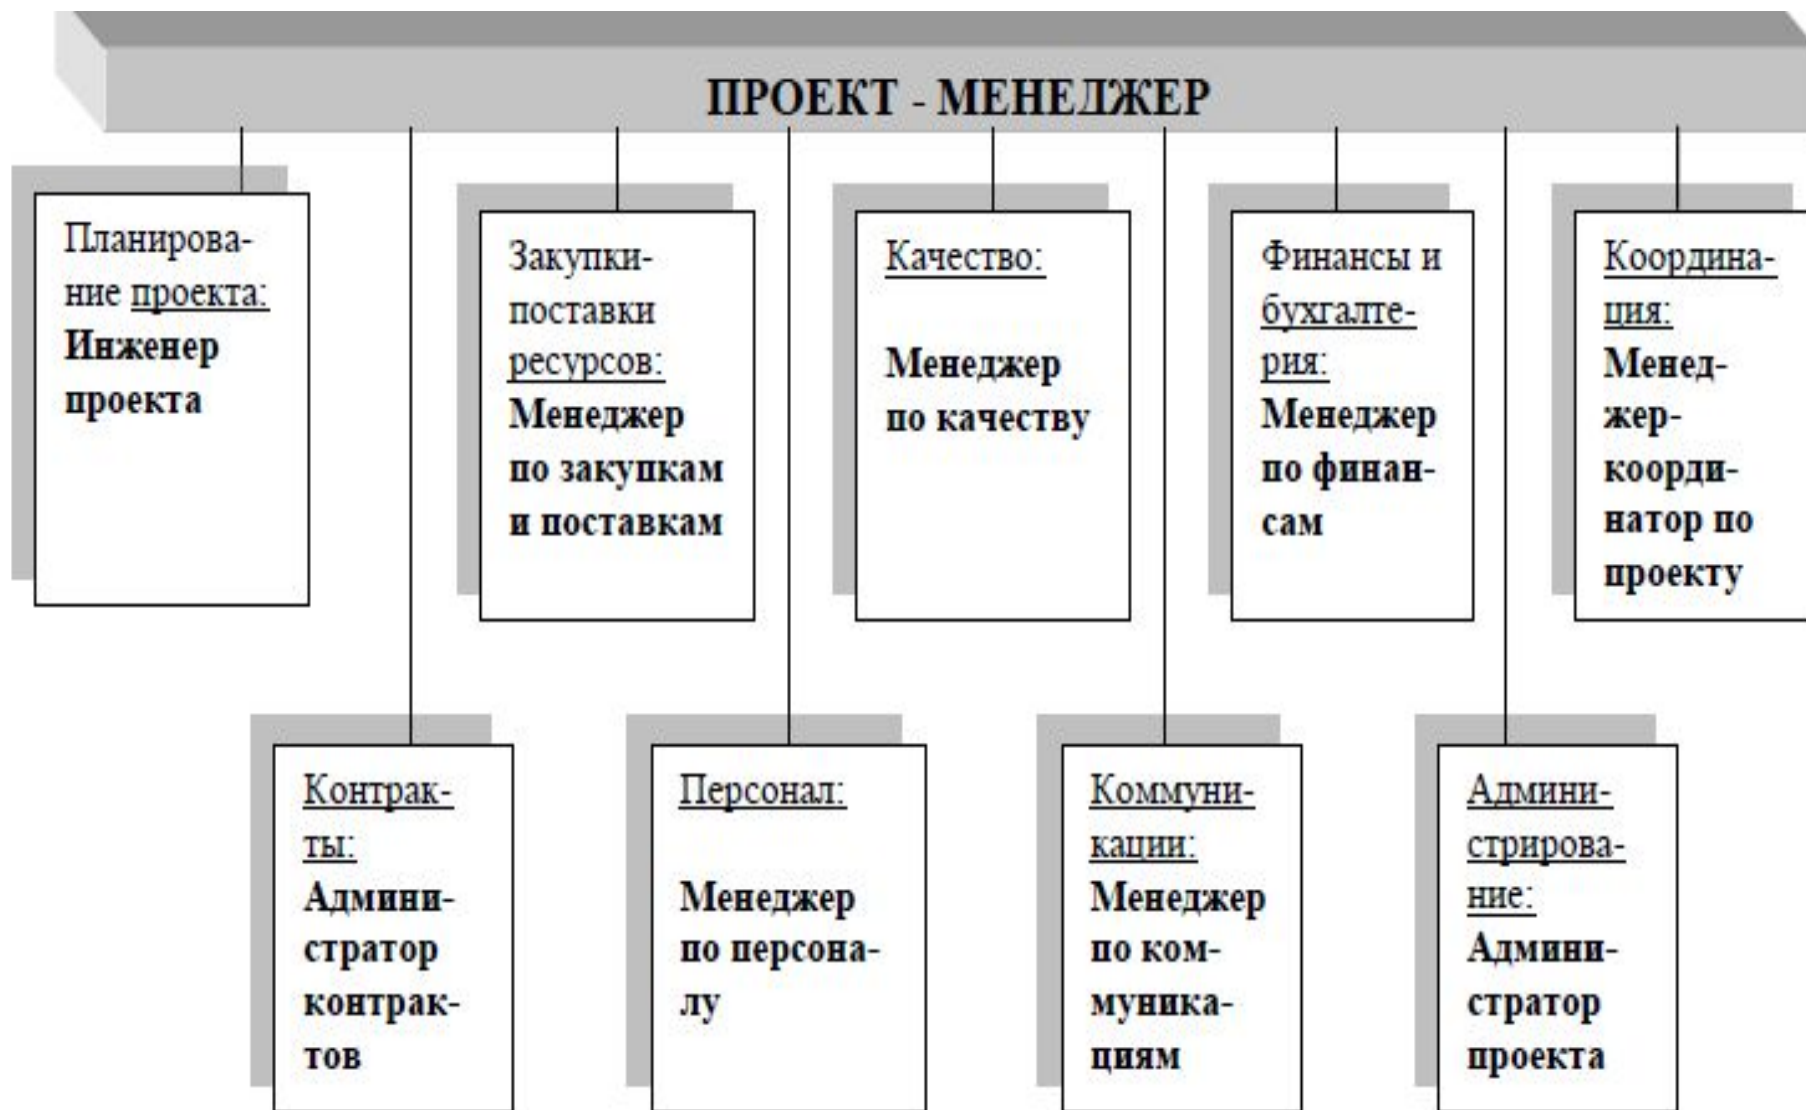 ПРОЕКТ - МЕНЕДЖЕР
Планирова-
ние проекта:
Инженер
проекта
Закупки-
поставки
ресурсов:
Менеджер
по закупкам
и поставкам
Качество:
Менеджер
по качеству
Финансы и
бухгалте-
рия:
Менеджер
по финан-
сам
Координа-
ция:
Менед-
жер-
коорди-
натор по
проекту
Контрак-
ты:
Админи-
стратор
контрак-
тов
Персонал:
Менеджер
по персона-
лу
Коммуни-
кации:
Менеджер
по ком-
муника-
циям
Админи-
стрирова-
ние:
Админи-
стратор
проекта